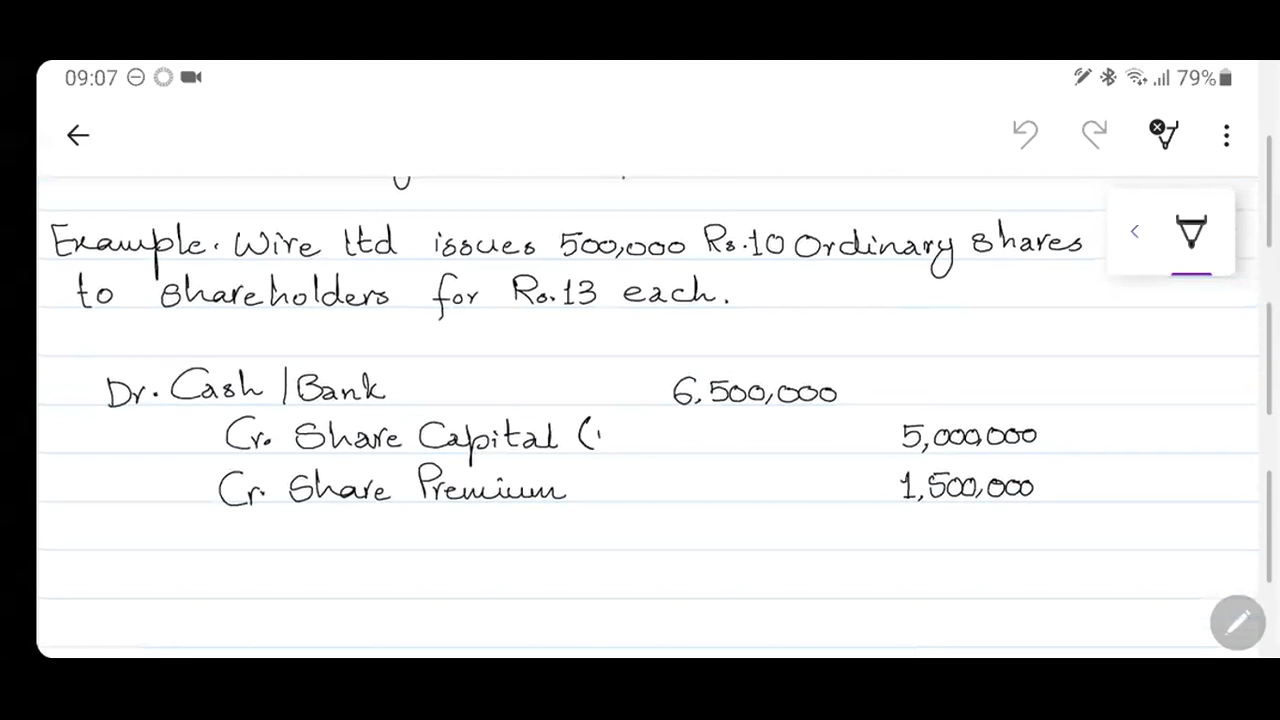 09:07 79%
Example. Wire ltd issues 500,000 Rs.10 Ordinary shares
to shareholders for Rs.13 each.
Dr. Cash / Bank 6,500,000
Cr. Share Capital ( 5,000,000
Cr. Share Premium 1,500,000